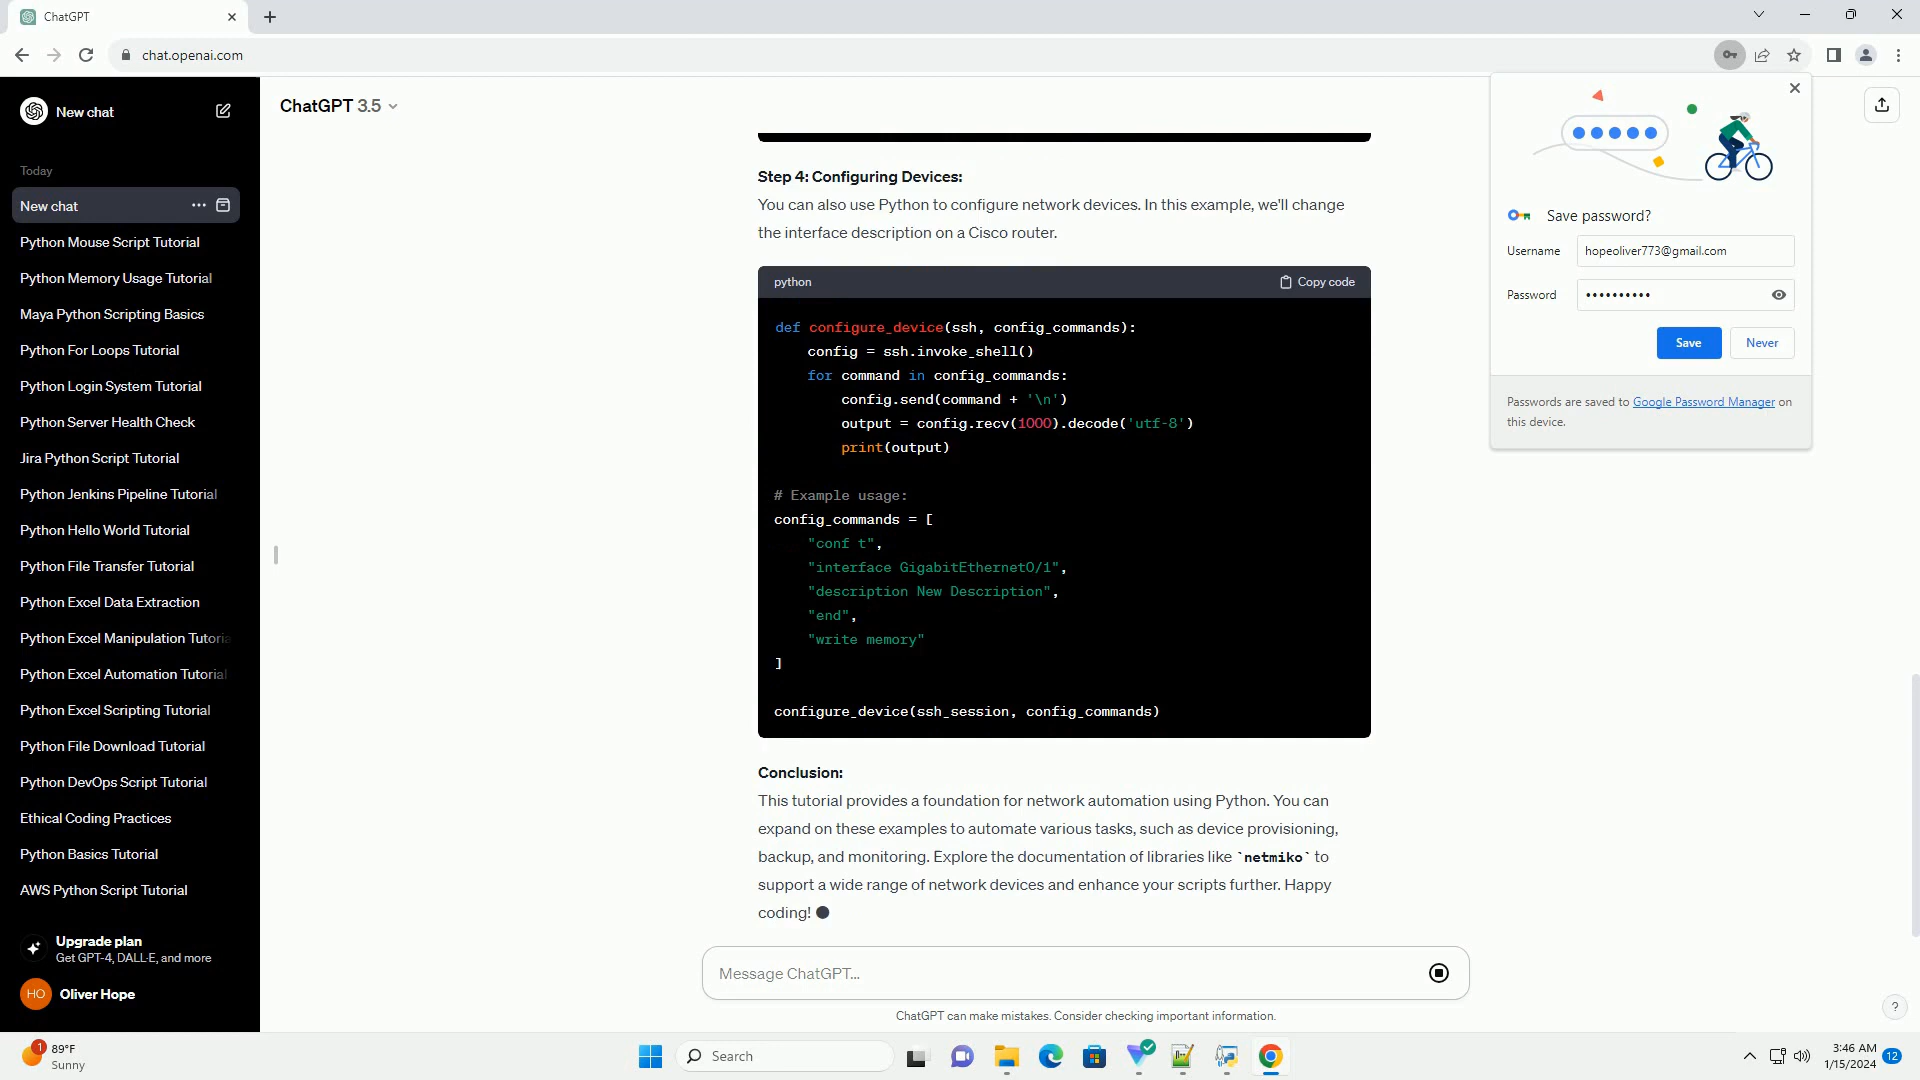 ChatGPT
chat.openai.com
New chat
Today
New chat
Python Mouse Script Tutorial
Python Memory Usage Tutorial
Maya Python Scripting Basics
Python For Loops Tutorial
Python Login System Tutorial
Python Server Health Check
Jira Python Script Tutorial
Python Jenkins Pipeline Tutorial
Python Hello World Tutorial
Python File Transfer Tutorial
Python Excel Data Extraction
Python Excel Manipulation Tutoria
Python Excel Automation Tutorial
Python Excel Scripting Tutorial
Python File Download Tutorial
Python DevOps Script Tutorial
Ethical Coding Practices
Python Basics Tutorial
AWS Python Script Tutorial
Upgrade plan
Get GPT-4, DALL·E, and more
HO
Oliver Hope
ChatGPT 3.5
Step 4: Configuring Devices:
You can also use Python to configure network devices. In this example, we'll change
the interface description on a Cisco router.
python
Copy code
def configure_device(ssh, config_commands):
    config = ssh.invoke_shell()
    for command in config_commands:
        config.send(command + '\n')
        output = config.recv(1000).decode('utf-8')
        print(output)
# Example usage:
config_commands = [
    "conf t",
    "interface GigabitEthernet0/1",
    "description New Description",
    "end",
    "write memory"
]
configure_device(ssh_session, config_commands)
Conclusion:
This tutorial provides a foundation for network automation using Python. You can
expand on these examples to automate various tasks, such as device provisioning,
backup, and monitoring. Explore the documentation of libraries like `netmiko` to
support a wide range of network devices and enhance your scripts further. Happy
coding!
Message ChatGPT...
ChatGPT can make mistakes. Consider checking important information.
Save password?
Username
hopeoliver773@gmail.com
Password
••••••••••
Save
Never
Passwords are saved to Google Password Manager on
this device.
?
1
89°F
Sunny
Search
3:46 AM
1/15/2024
12